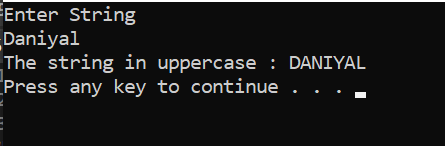 Enter String
Daniyal
The string in uppercase : DANIYAL
Press any key to continue . . .